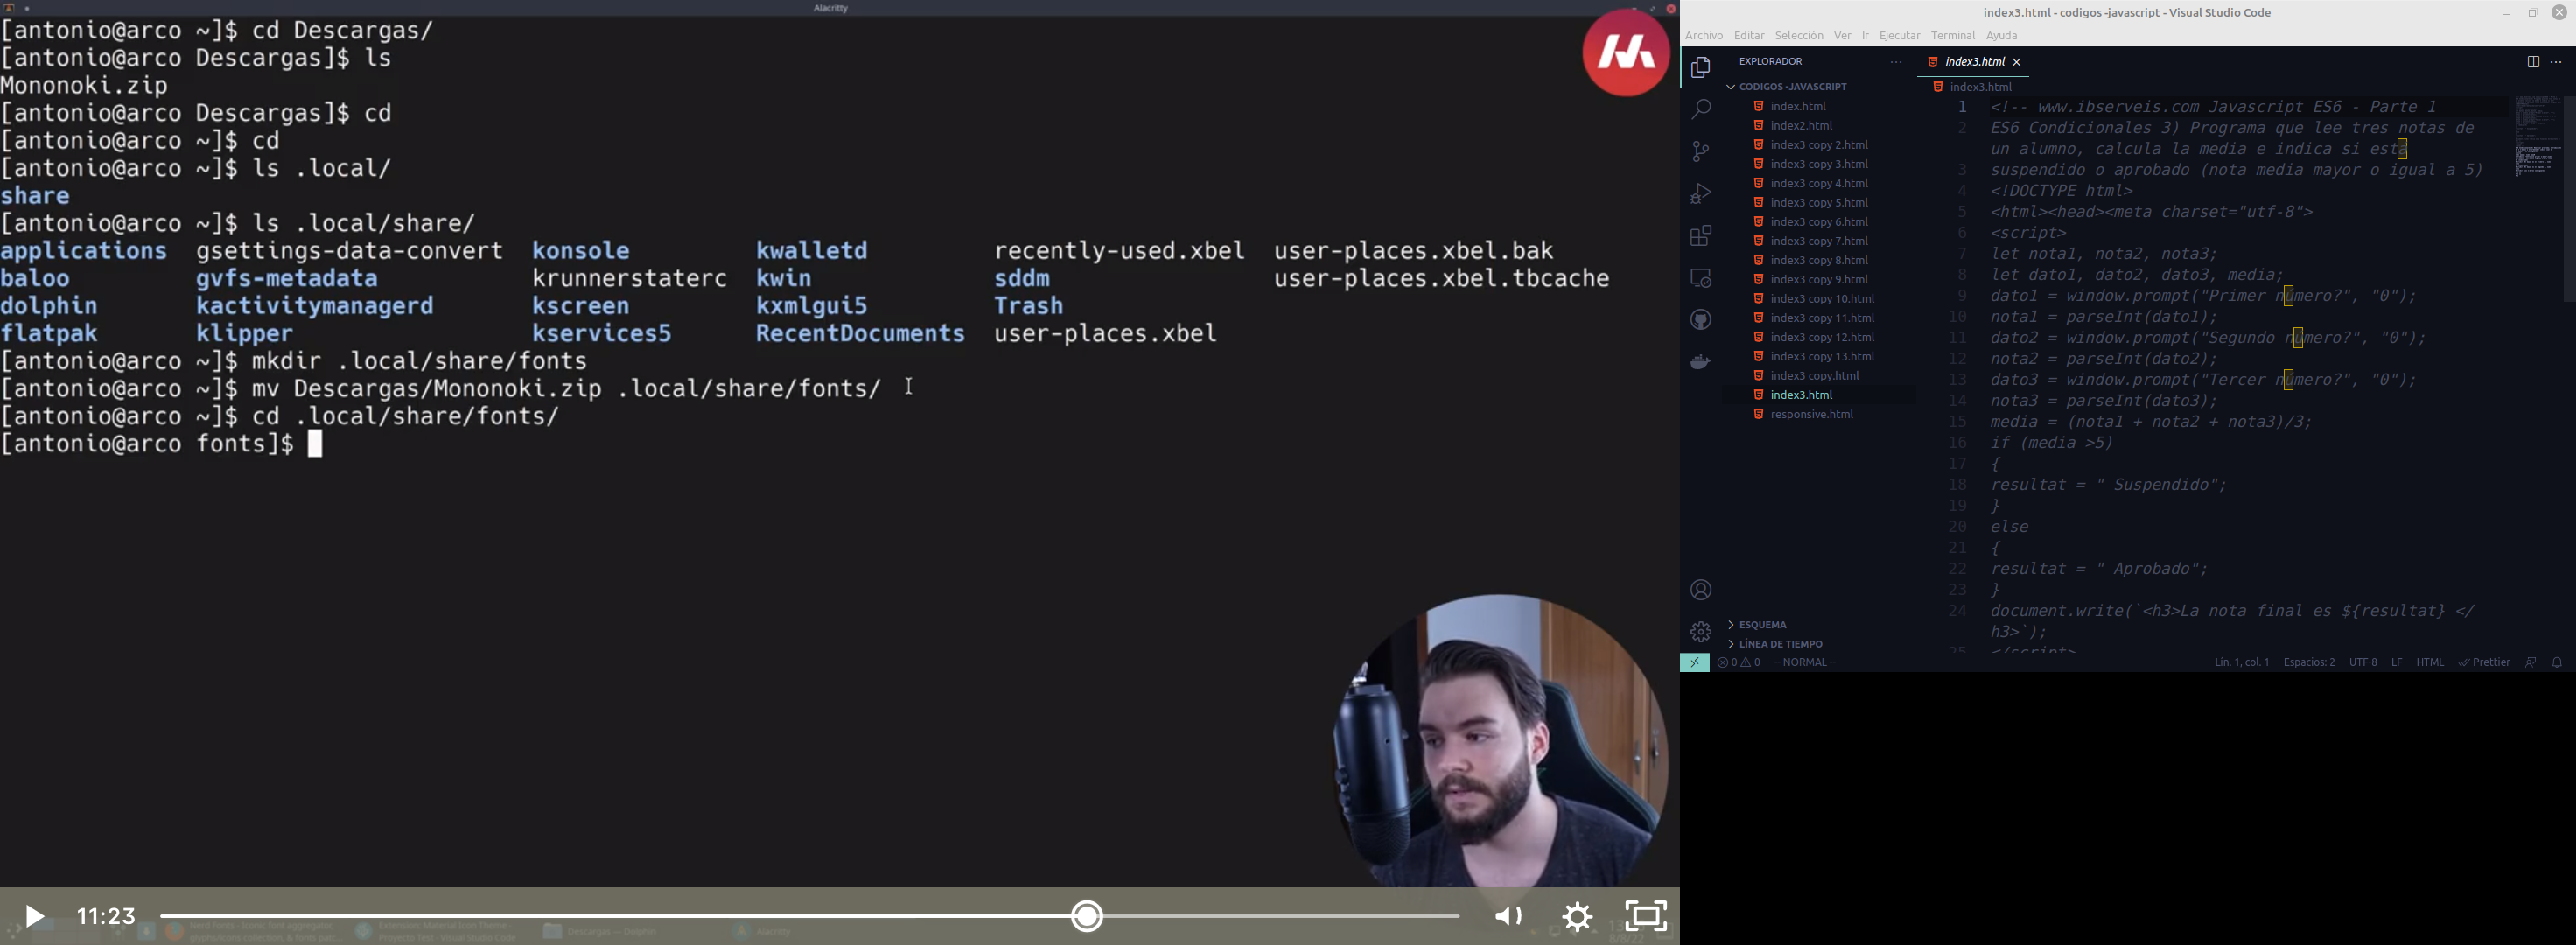 Alacritty
[antonio@arco ~]$ cd Descargas/
[antonio@arco Descargas]$ ls
Mononoki.zip
[antonio@arco Descargas]$ cd
[antonio@arco ~]$ cd
[antonio@arco ~]$ ls .local/
share
[antonio@arco ~]$ ls .local/share/
applications gsettings-data-convert konsole kwalletd recently-used.xbel user-places.xbel.bak
baloo gvfs-metadata krunnerstaterc kwin sddm user-places.xbel.tbcache
dolphin kactivitymanagerd kscreen kxmlgui5 Trash
flatpak klipper kservices5 RecentDocuments user-places.xbel
[antonio@arco ~]$ mkdir .local/share/fonts
[antonio@arco ~]$ mv Descargas/Mononoki.zip .local/share/fonts/
[antonio@arco ~]$ cd .local/share/fonts/
[antonio@arco fonts]$
11:23
Descargas — Dolphin
Alacritty
8/8/22
index3.html - codigos -javascript - Visual Studio Code
Archivo Editar Selección Ver Ir Ejecutar Terminal Ayuda
EXPLORADOR
CODIGOS -JAVASCRIPT
index.html
index2.html
index3 copy 2.html
index3 copy 3.html
index3 copy 4.html
index3 copy 5.html
index3 copy 6.html
index3 copy 7.html
index3 copy 8.html
index3 copy 9.html
index3 copy 10.html
index3 copy 11.html
index3 copy 12.html
index3 copy 13.html
index3 copy.html
index3.html
responsive.html
ESQUEMA
LÍNEA DE TIEMPO
index3.html
index3.html
1 <!-- www.ibserveis.com Javascript ES6 - Parte 1
2 ES6 Condicionales 3) Programa que lee tres notas de
un alumno, calcula la media e indica si está
3 suspendido o aprobado (nota media mayor o igual a 5)
4 <!DOCTYPE html>
5 <html><head><meta charset="utf-8">
6 <script>
7 let nota1, nota2, nota3;
8 let dato1, dato2, dato3, media;
9 dato1 = window.prompt("Primer número?", "0");
10 nota1 = parseInt(dato1);
11 dato2 = window.prompt("Segundo número?", "0");
12 nota2 = parseInt(dato2);
13 dato3 = window.prompt("Tercer número?", "0");
14 nota3 = parseInt(dato3);
15 media = (nota1 + nota2 + nota3)/3;
16 if (media >5)
17 {
18 resultat = " Suspendido";
19 }
20 else
21 {
22 resultat = " Aprobado";
23 }
24 document.write(`<h3>La nota final es ${resultat} </
h3>`);
25 </script>
0 0 -- NORMAL -- Lín. 1, col. 1 Espacios: 2 UTF-8 LF HTML Prettier